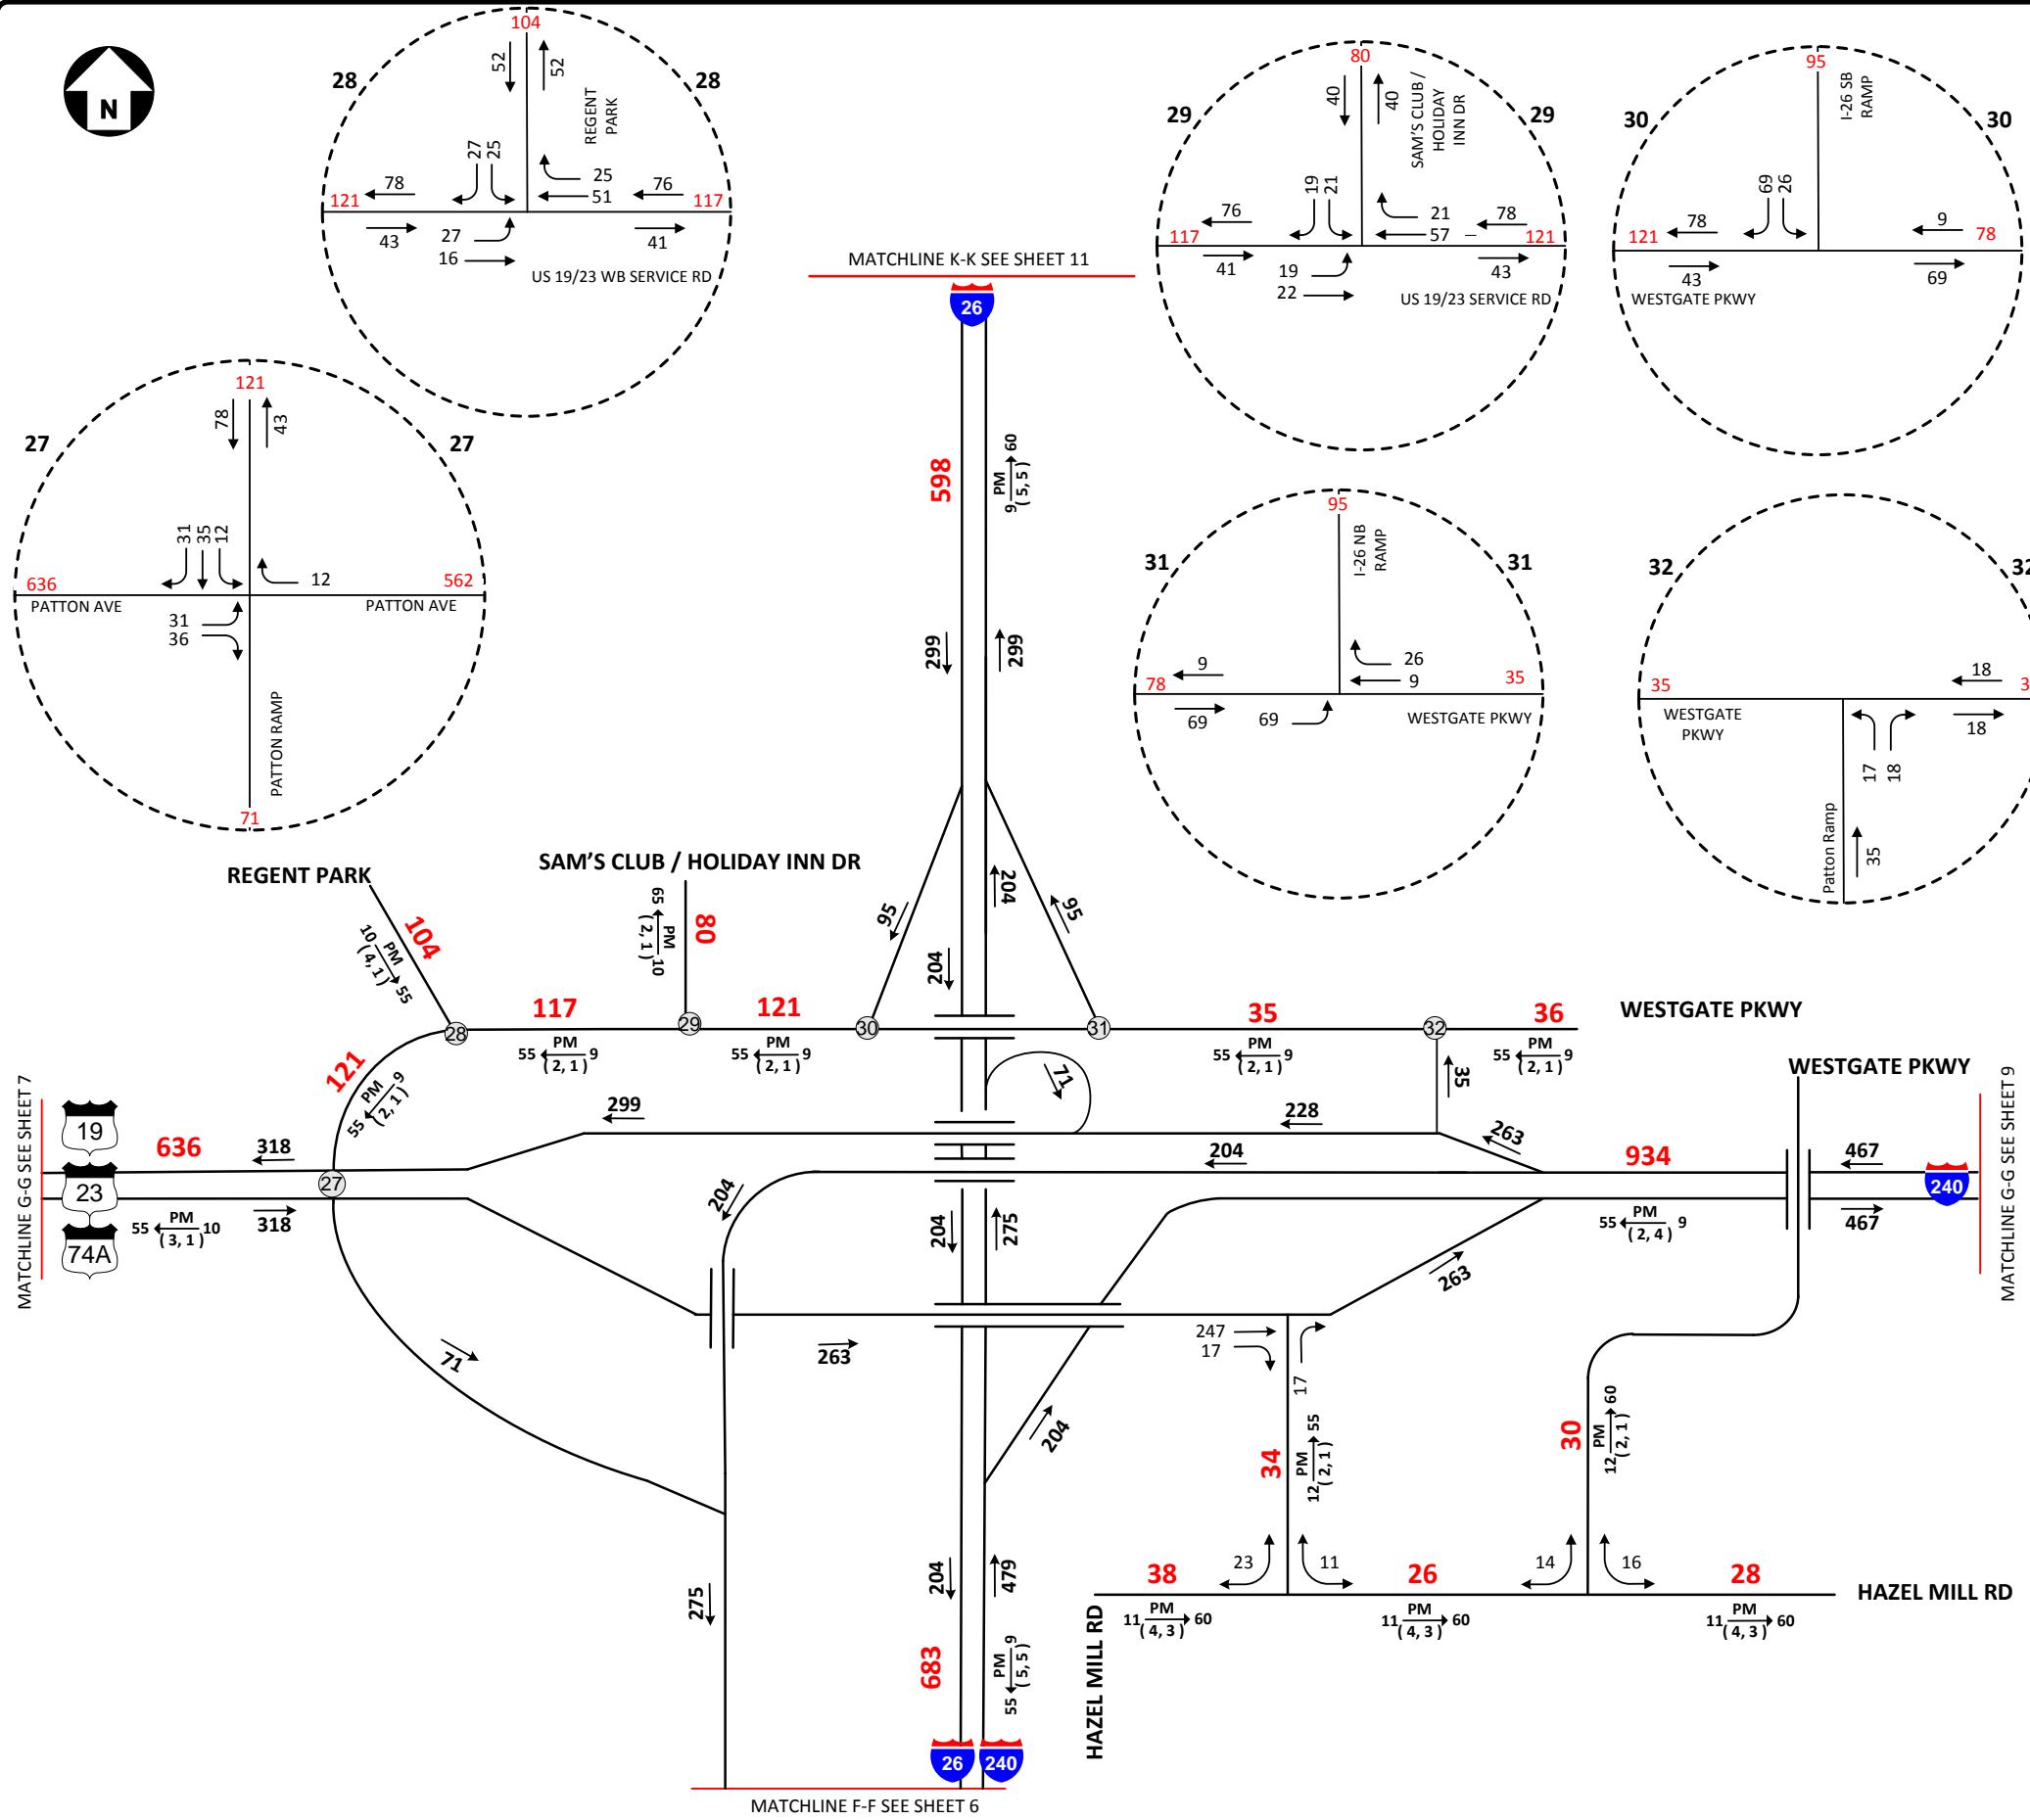 N
28
28
104
52
52
REGENT
PARK
27
25
25
51
78
76
121
117
43
41
27
16
US 19/23 WB SERVICE RD
29
29
80
40
40
SAM'S CLUB /
HOLIDAY
INN DR
19
21
21
57
76
78
117
121
41
43
19
22
US 19/23 SERVICE RD
30
30
95
I-26 SB
RAMP
69
26
78
9
121
78
43
69
WESTGATE PKWY
MATCHLINE K-K SEE SHEET 11
26
27
27
121
78
43
31
35
12
12
636
562
PATTON AVE
PATTON AVE
31
36
PATTON RAMP
71
31
31
95
I-26 NB
RAMP
26
9
9
78
35
69
69
WESTGATE PKWY
32
35
WESTGATE
PKWY
18
18
17
18
Patton Ramp
35
598
9 PM 60
( 5, 5 )
299
299
204
204
95
95
REGENT PARK
104
10 PM 55
( 4, 1 )
SAM'S CLUB / HOLIDAY INN DR
80
65 PM 10
( 2, 1 )
28
117
55 PM 9
( 2, 1 )
29
121
55 PM 9
( 2, 1 )
30
31
35
55 PM 9
( 2, 1 )
32
36
55 PM 9
( 2, 1 )
WESTGATE PKWY
WESTGATE PKWY
121
55 PM 9
( 2, 1 )
71
35
MATCHLINE G-G SEE SHEET 7
19
23
74A
636
318
318
55 PM 10
( 3, 1 )
27
299
228
263
204
204
934
467
467
240
55 PM 9
( 2, 4 )
MATCHLINE G-G SEE SHEET 9
204
275
263
71
263
247
17
17
204
34
12 PM 55
( 2, 1 )
30
12 PM 60
( 2, 1 )
275
204
479
683
55 PM 9
( 5, 5 )
38
23
11
26
14
16
28
HAZEL MILL RD
11 PM 60
( 4, 3 )
11 PM 60
( 4, 3 )
11 PM 60
( 4, 3 )
HAZEL MILL RD
26
240
MATCHLINE F-F SEE SHEET 6